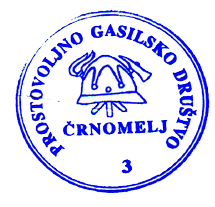 PROSTOVOLJNO GASILSKO DRUŠTVO
ČRNOMELJ
3